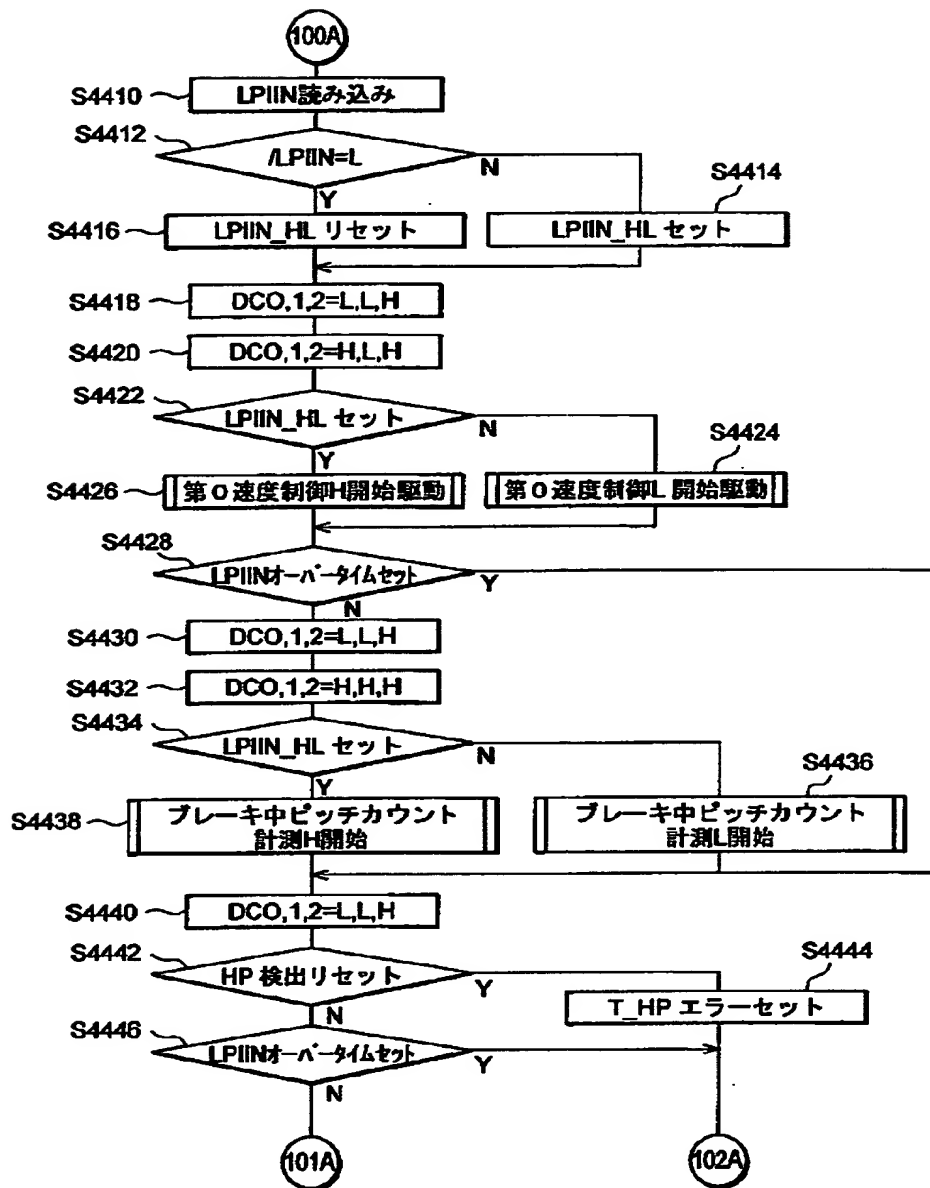 100A
S4410
LPIIN読み込み
S4412
/LPIIN=L
N
Y
S4414
S4416
LPIIN_HL リセット
LPIIN_HL セット
S4418
DCO,1,2=L,L,H
S4420
DCO,1,2=H,L,H
S4422
LPIIN_HL セット
N
Y
S4424
S4426
第0速度制御H開始駆動
第0速度制御L開始駆動
S4428
LPIINオーバータイムセット
Y
N
S4430
DCO,1,2=L,L,H
S4432
DCO,1,2=H,H,H
S4434
LPIIN_HL セット
N
Y
S4436
S4438
ブレーキ中ピッチカウント
計測H開始
ブレーキ中ピッチカウント
計測L開始
S4440
DCO,1,2=L,L,H
S4442
HP 検出リセット
Y
N
S4444
T_HP エラーセット
S4446
LPIINオーバータイムセット
Y
N
101A
102A